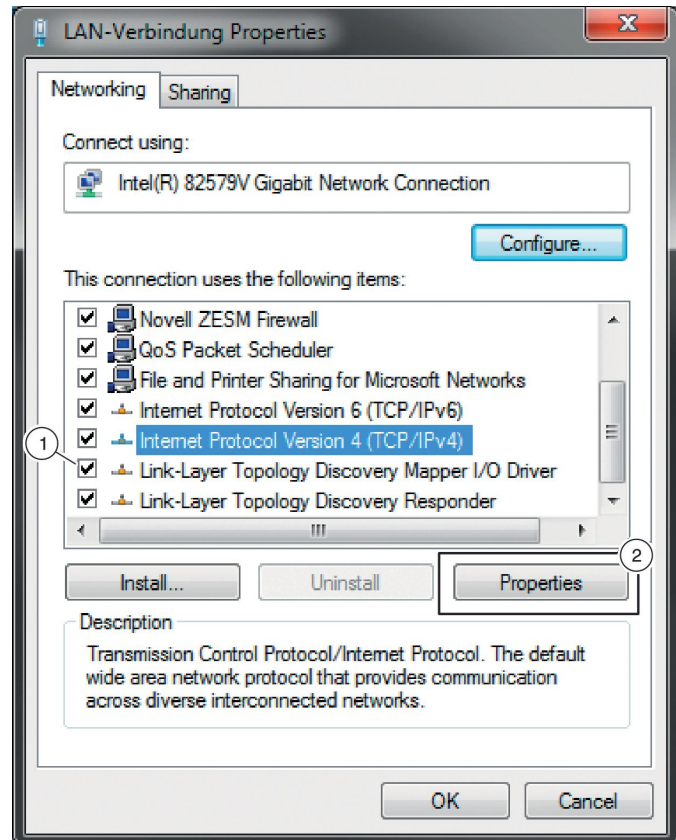 LAN-Verbindung Properties
Networking
Sharing
Connect using:
Intel(R) 82579V Gigabit Network Connection
Configure...
This connection uses the following items:
Novell ZESM Firewall
QoS Packet Scheduler
File and Printer Sharing for Microsoft Networks
Internet Protocol Version 6 (TCP/IPv6)
Internet Protocol Version 4 (TCP/IPv4)
1
Link-Layer Topology Discovery Mapper I/O Driver
Link-Layer Topology Discovery Responder
2
Install...
Uninstall
Properties
Description
Transmission Control Protocol/Internet Protocol. The default
wide area network protocol that provides communication
across diverse interconnected networks.
OK
Cancel